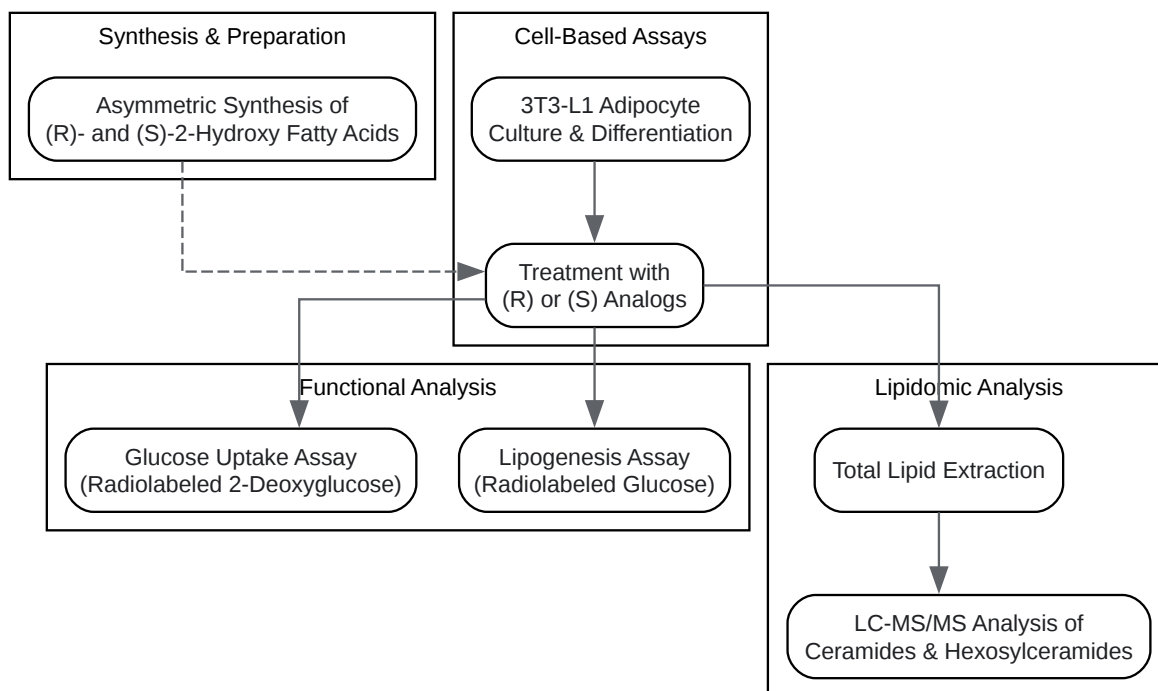 Synthesis & Preparation
Asymmetric Synthesis of
(R)- and (S)-2-Hydroxy Fatty Acids
Cell-Based Assays
3T3-L1 Adipocyte
Culture & Differentiation
Treatment with
(R) or (S) Analogs
Functional Analysis
Glucose Uptake Assay
(Radiolabeled 2-Deoxyglucose)
Lipogenesis Assay
(Radiolabeled Glucose)
Lipidomic Analysis
Total Lipid Extraction
LC-MS/MS Analysis of
Ceramides & Hexosylceramides